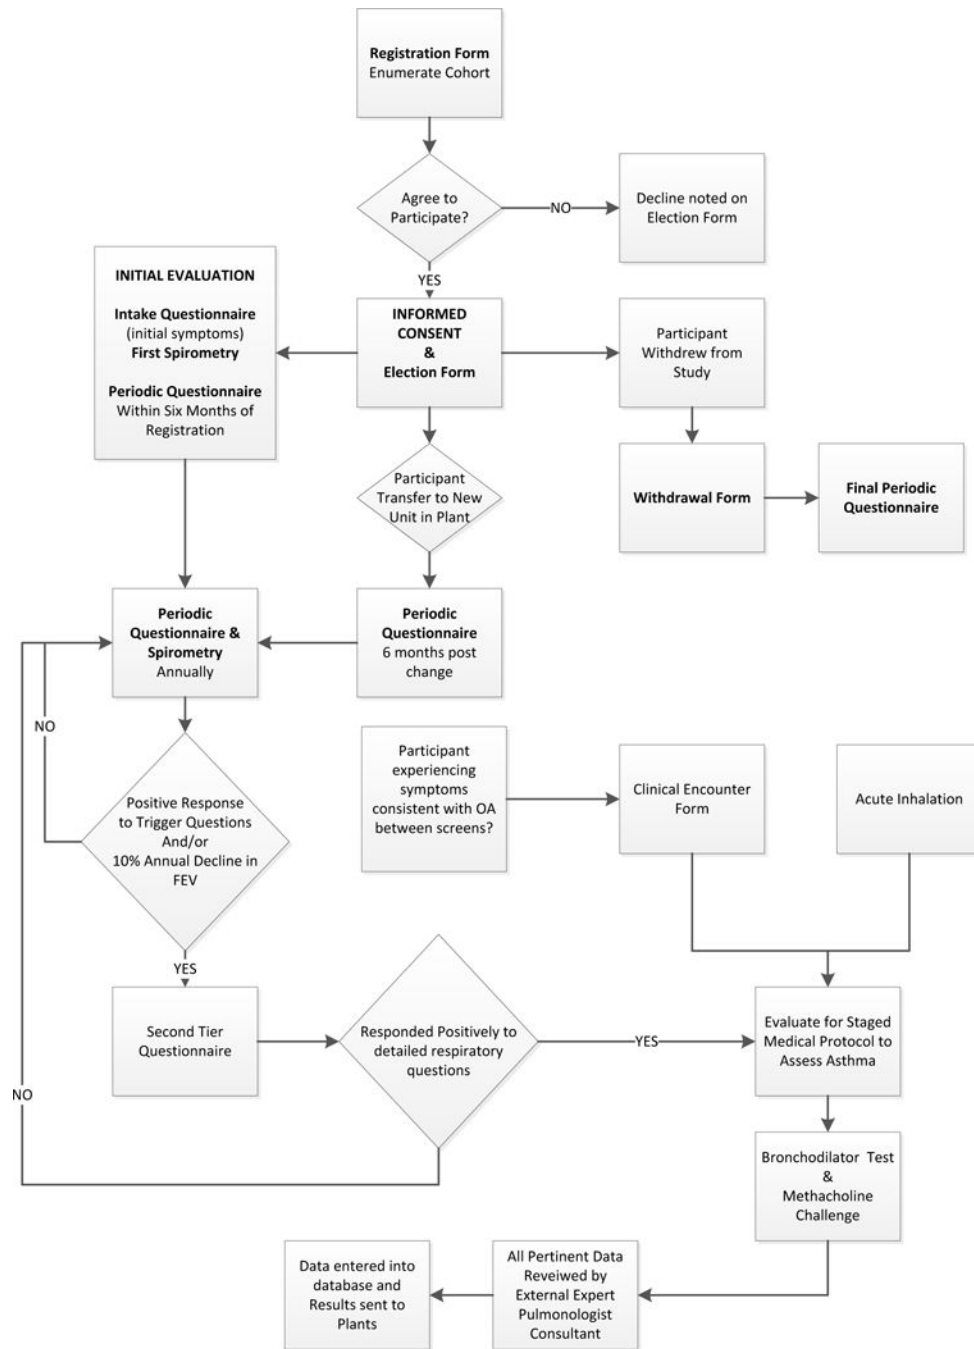 Registration Form
Enumerate Cohort
Agree to
Participate?
NO
Decline noted on
Election Form
YES
INITIAL EVALUATION
Intake Questionnaire
(initial symptoms)
First Spirometry
Periodic Questionnaire
Within Six Months of
Registration
INFORMED
CONSENT
&
Election Form
Participant
Withdrew from
Study
Participant
Transfer to New
Unit in Plant
Withdrawal Form
Final Periodic
Questionnaire
Periodic
Questionnaire &
Spirometry
Annually
Periodic
Questionnaire
6 months post
change
NO
Positive Response
to Trigger Questions
And/or
10% Annual Decline in
FEV
Participant
experiencing
symptoms
consistent with OA
between screens?
Clinical Encounter
Form
Acute Inhalation
YES
Second Tier
Questionnaire
Responded Positively to
detailed respiratory
questions
YES
Evaluate for Staged
Medical Protocol to
Assess Asthma
NO
Bronchodilator Test
&
Methacholine
Challenge
Data entered into
database and
Results sent to
Plants
All Pertinent Data
Reveiwed by
External Expert
Pulmonologist
Consultant